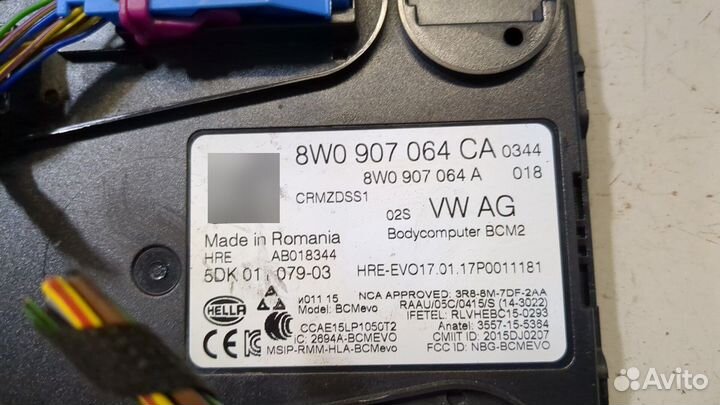 8W0 907 064 CA 0344
8W0 907 064 A 018
CRMZDSS1
02S VW AG
Made in Romania
Bodycomputer BCM2
HRE AB018344
5DK 01 079-03
HRE-EVO17.01.17P0011181
HELLA
И011 15
Model: BCMevo
CCAE15LP1050T2
IC: 2694A-BCMEVO
MSIP-RMM-HLA-BCMevo
NCA APPROVED: 3R8-8M-7DF-2AA
RAAU/05C/0415/S (14-3022)
IFETEL: RLVHEBC15-0293
Anatel: 3557-15-5364
CMIIT ID: 2015DJ0207
FCC ID: NBG-BCMEVO
Avito